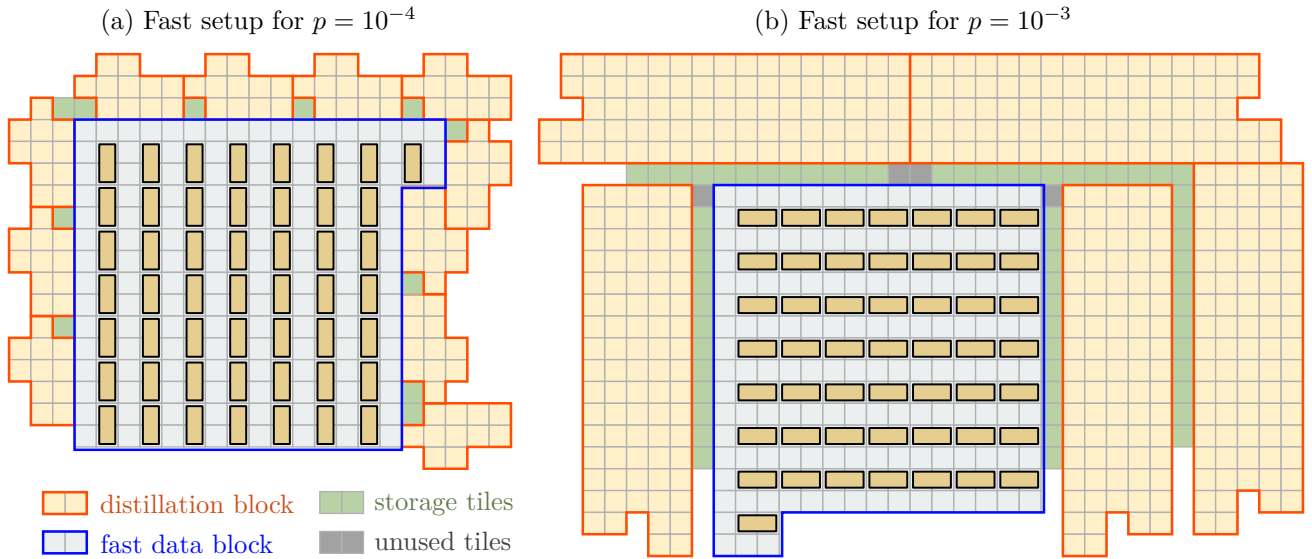 (a) Fast setup for p = 10⁻⁴
(b) Fast setup for p = 10⁻³
distillation block
storage tiles
fast data block
unused tiles